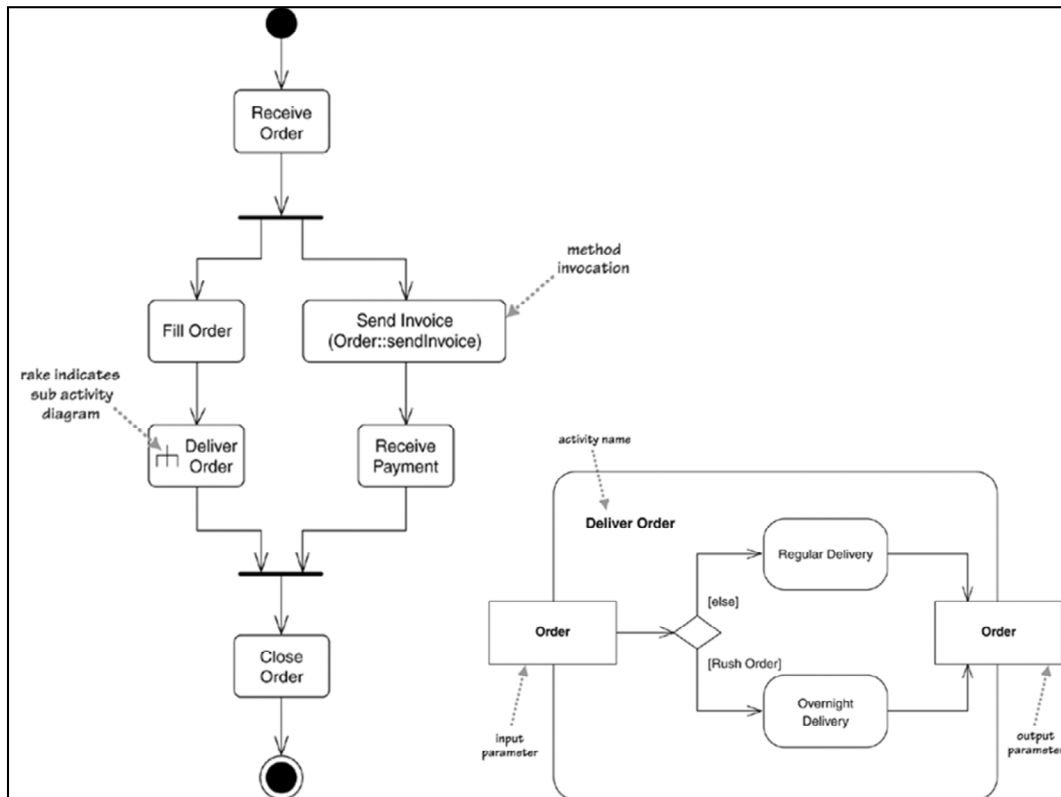 Receive
Order
method
invocation
Fill Order
Send Invoice
(Order::sendInvoice)
rake indicates
sub activity
diagram
Deliver
Order
Receive
Payment
Close
Order
activity name
Deliver Order
Regular Delivery
[else]
Order
Order
[Rush Order]
Overnight
Delivery
input
parameter
output
parameter